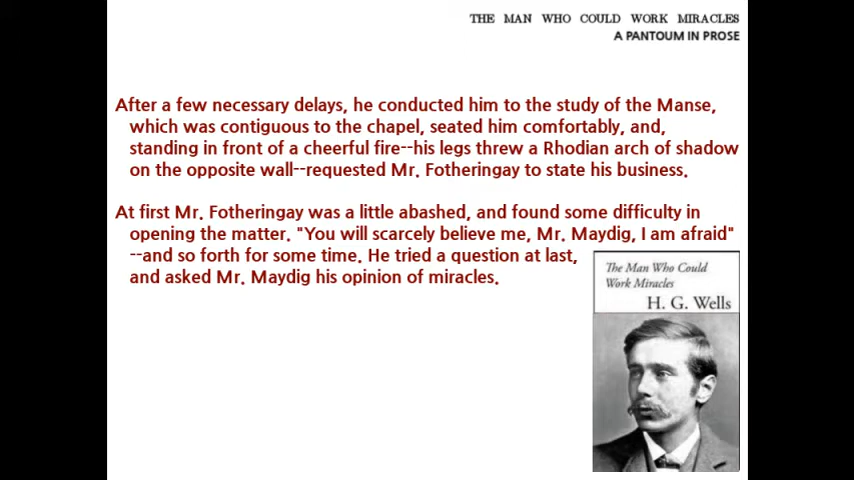 THE MAN WHO COULD WORK MIRACLES
A PANTOUM IN PROSE
After a few necessary delays, he conducted him to the study of the Manse,
which was contiguous to the chapel, seated him comfortably, and,
standing in front of a cheerful fire--his legs threw a Rhodian arch of shadow
on the opposite wall--requested Mr. Fotheringay to state his business.
At first Mr. Fotheringay was a little abashed, and found some difficulty in
opening the matter. "You will scarcely believe me, Mr. Maydig, I am afraid"
--and so forth for some time. He tried a question at last,
and asked Mr. Maydig his opinion of miracles.
The Man Who Could
Work Miracles
H. G. Wells